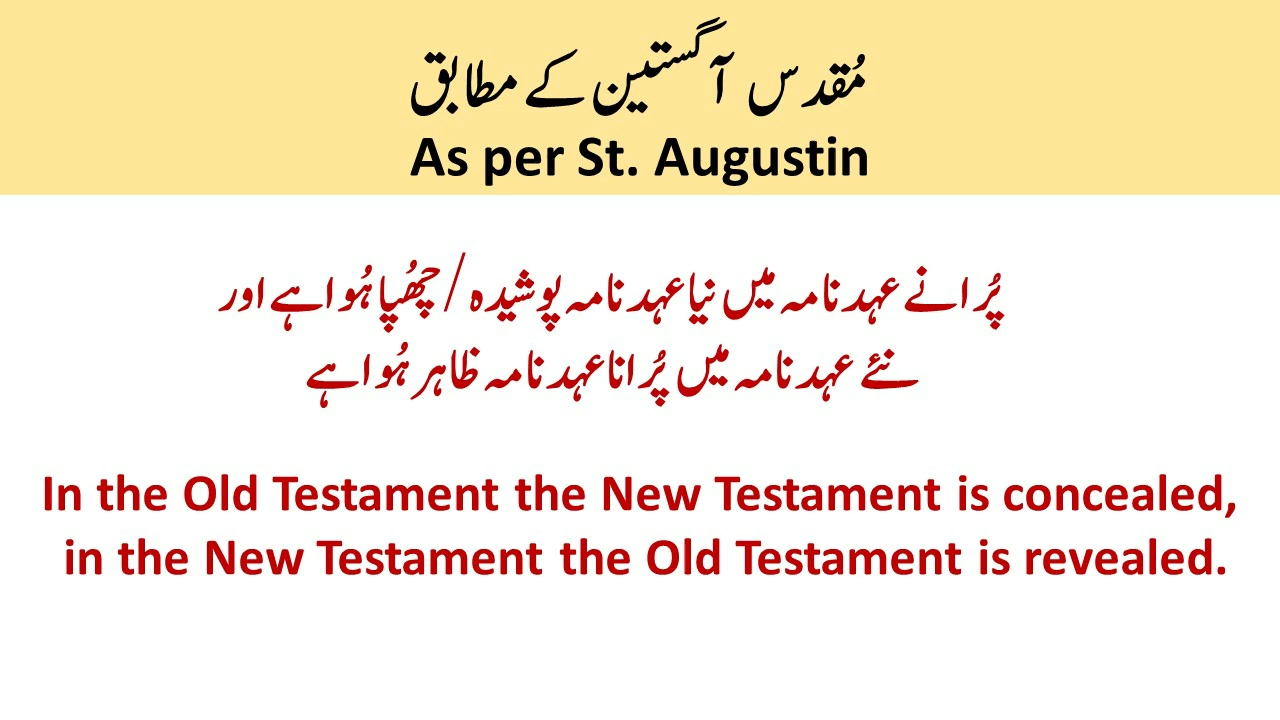 مُقدس آگستین کے مطابق
As per St. Augustin
پُرانے عہد نامہ میں نیا عہد نامہ پوشیدہ / چھُپا ہُوا ہے اور
نئے عہد نامہ میں پُرانا عہد نامہ ظاہر ہُوا ہے
In the Old Testament the New Testament is concealed,
in the New Testament the Old Testament is revealed.